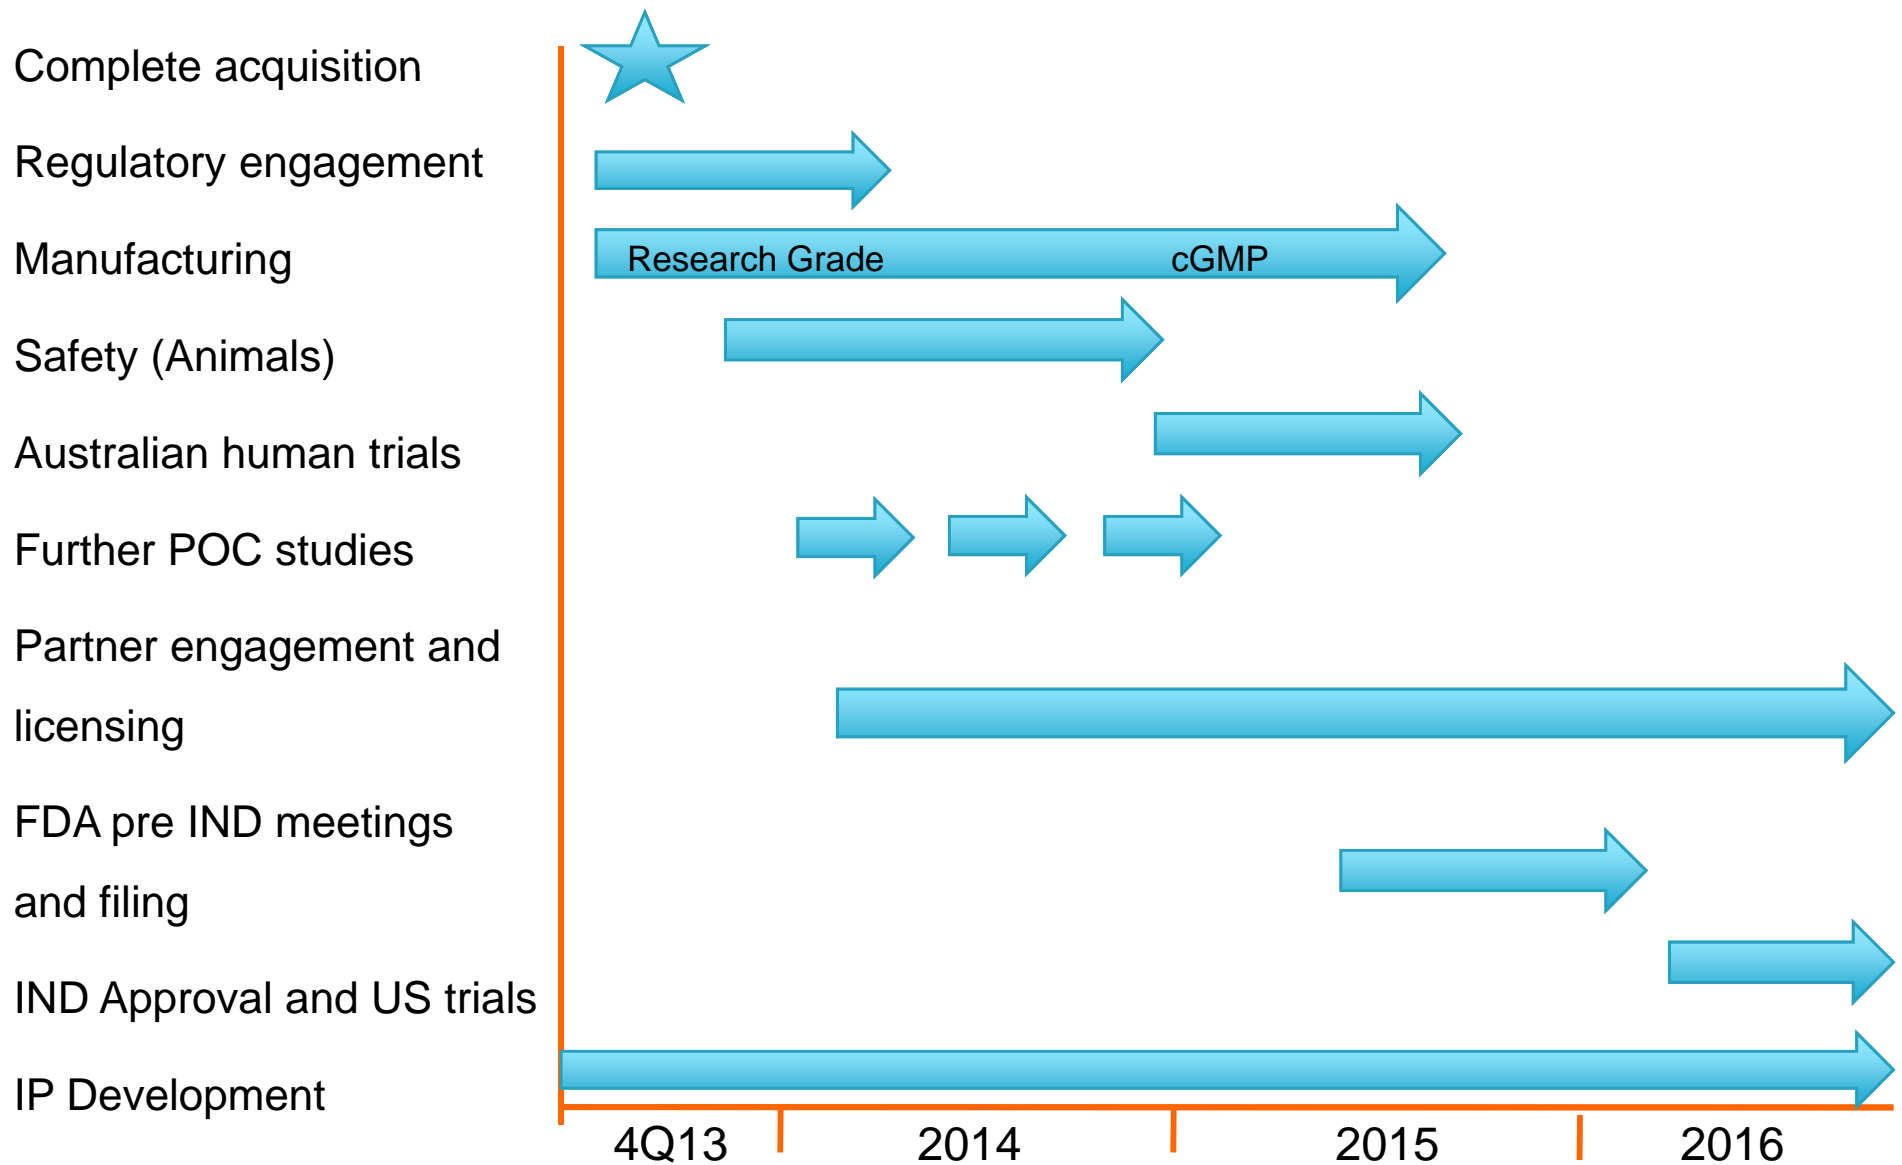 Complete acquisition
Regulatory engagement
Manufacturing
Research Grade
cGMP
Safety (Animals)
Australian human trials
Further POC studies
Partner engagement and
licensing
FDA pre IND meetings
and filing
IND Approval and US trials
IP Development
4Q13
2014
2015
2016